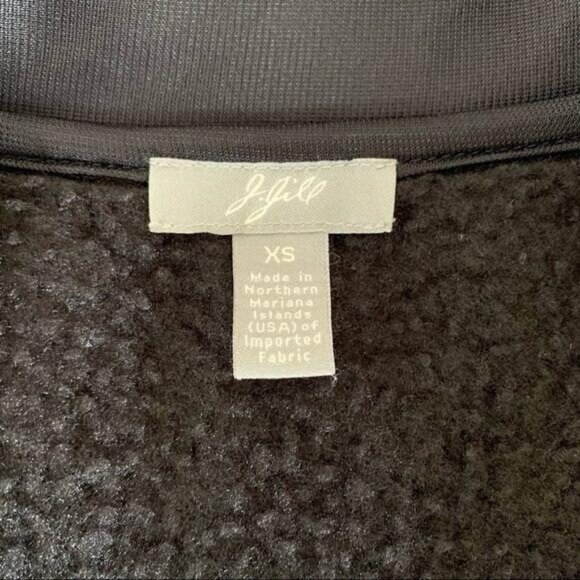 J.Jill
XS
Made in
Northern
Mariana
Islands
(USA) of
Imported
Fabric